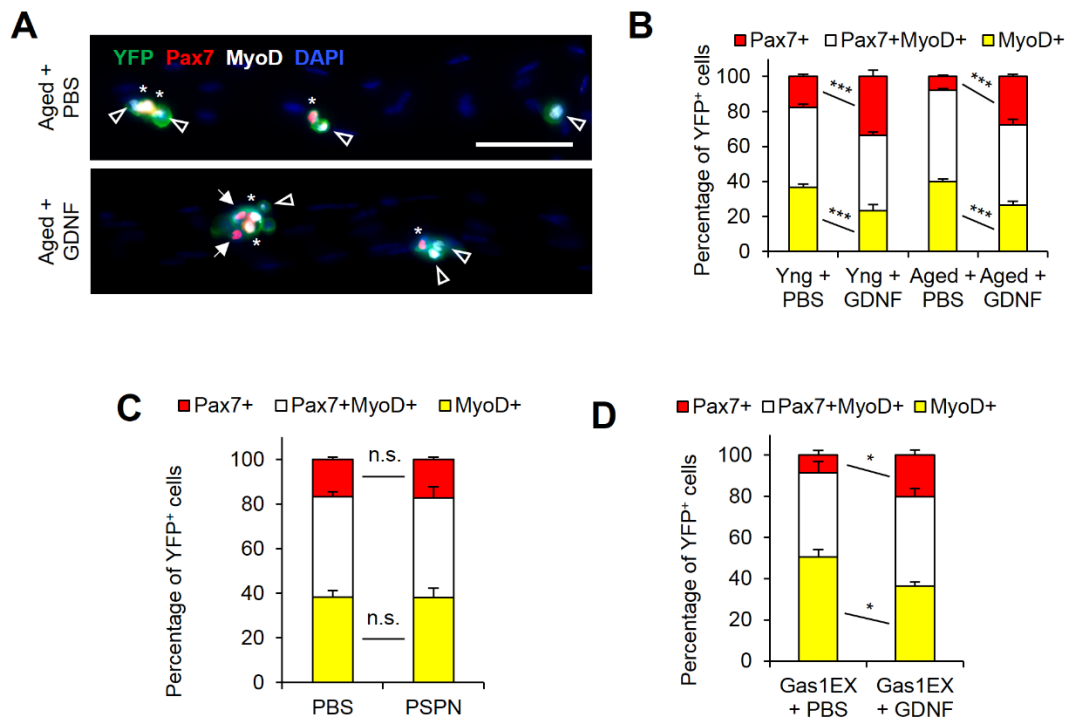 A
YFP Pax7 MyoD DAPI
Aged +
PBS
* *
*
Aged +
GDNF
*
*
*
B
Pax7+ Pax7+MyoD+ MyoD+
Percentage of YFP+ cells
100
80
60
40
20
0
***
***
***
***
Yng +
PBS
Yng +
GDNF
Aged +
PBS
Aged +
GDNF
C
Pax7+ Pax7+MyoD+ MyoD+
Percentage of YFP+ cells
100
80
60
40
20
0
n.s.
n.s.
PBS
PSPN
D
Pax7+ Pax7+MyoD+ MyoD+
Percentage of YFP+ cells
100
80
60
40
20
0
*
*
Gas1EX
+ PBS
Gas1EX
+ GDNF